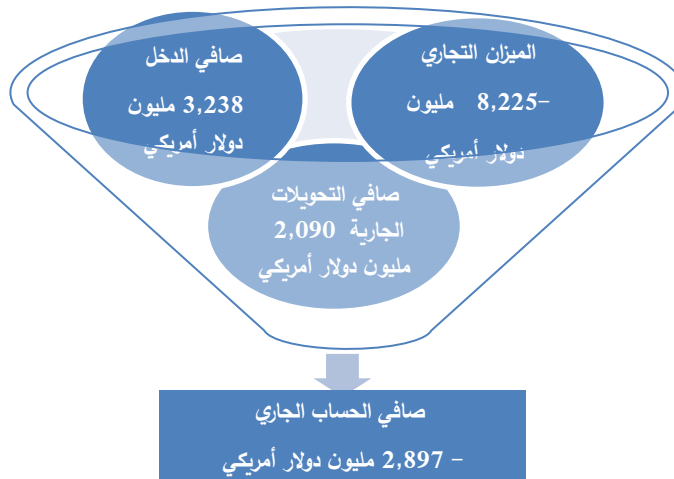 الميزان التجاري
-8,225 مليون
دولار أمريكي
صافي الدخل
3,238 مليون
دولار أمريكي
صافي التحويلات
الجارية 2,090
مليون دولار أمريكي
صافي الحساب الجاري
- 2,897 مليون دولار أمريكي